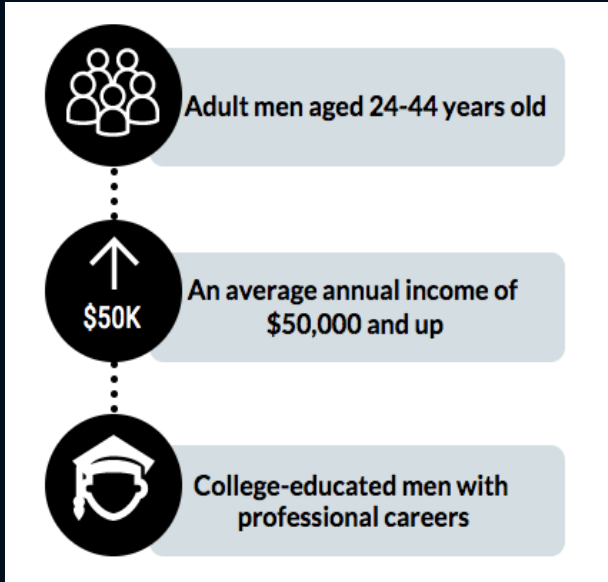 Adult men aged 24-44 years old
$50K
An average annual income of
$50,000 and up
College-educated men with
professional careers